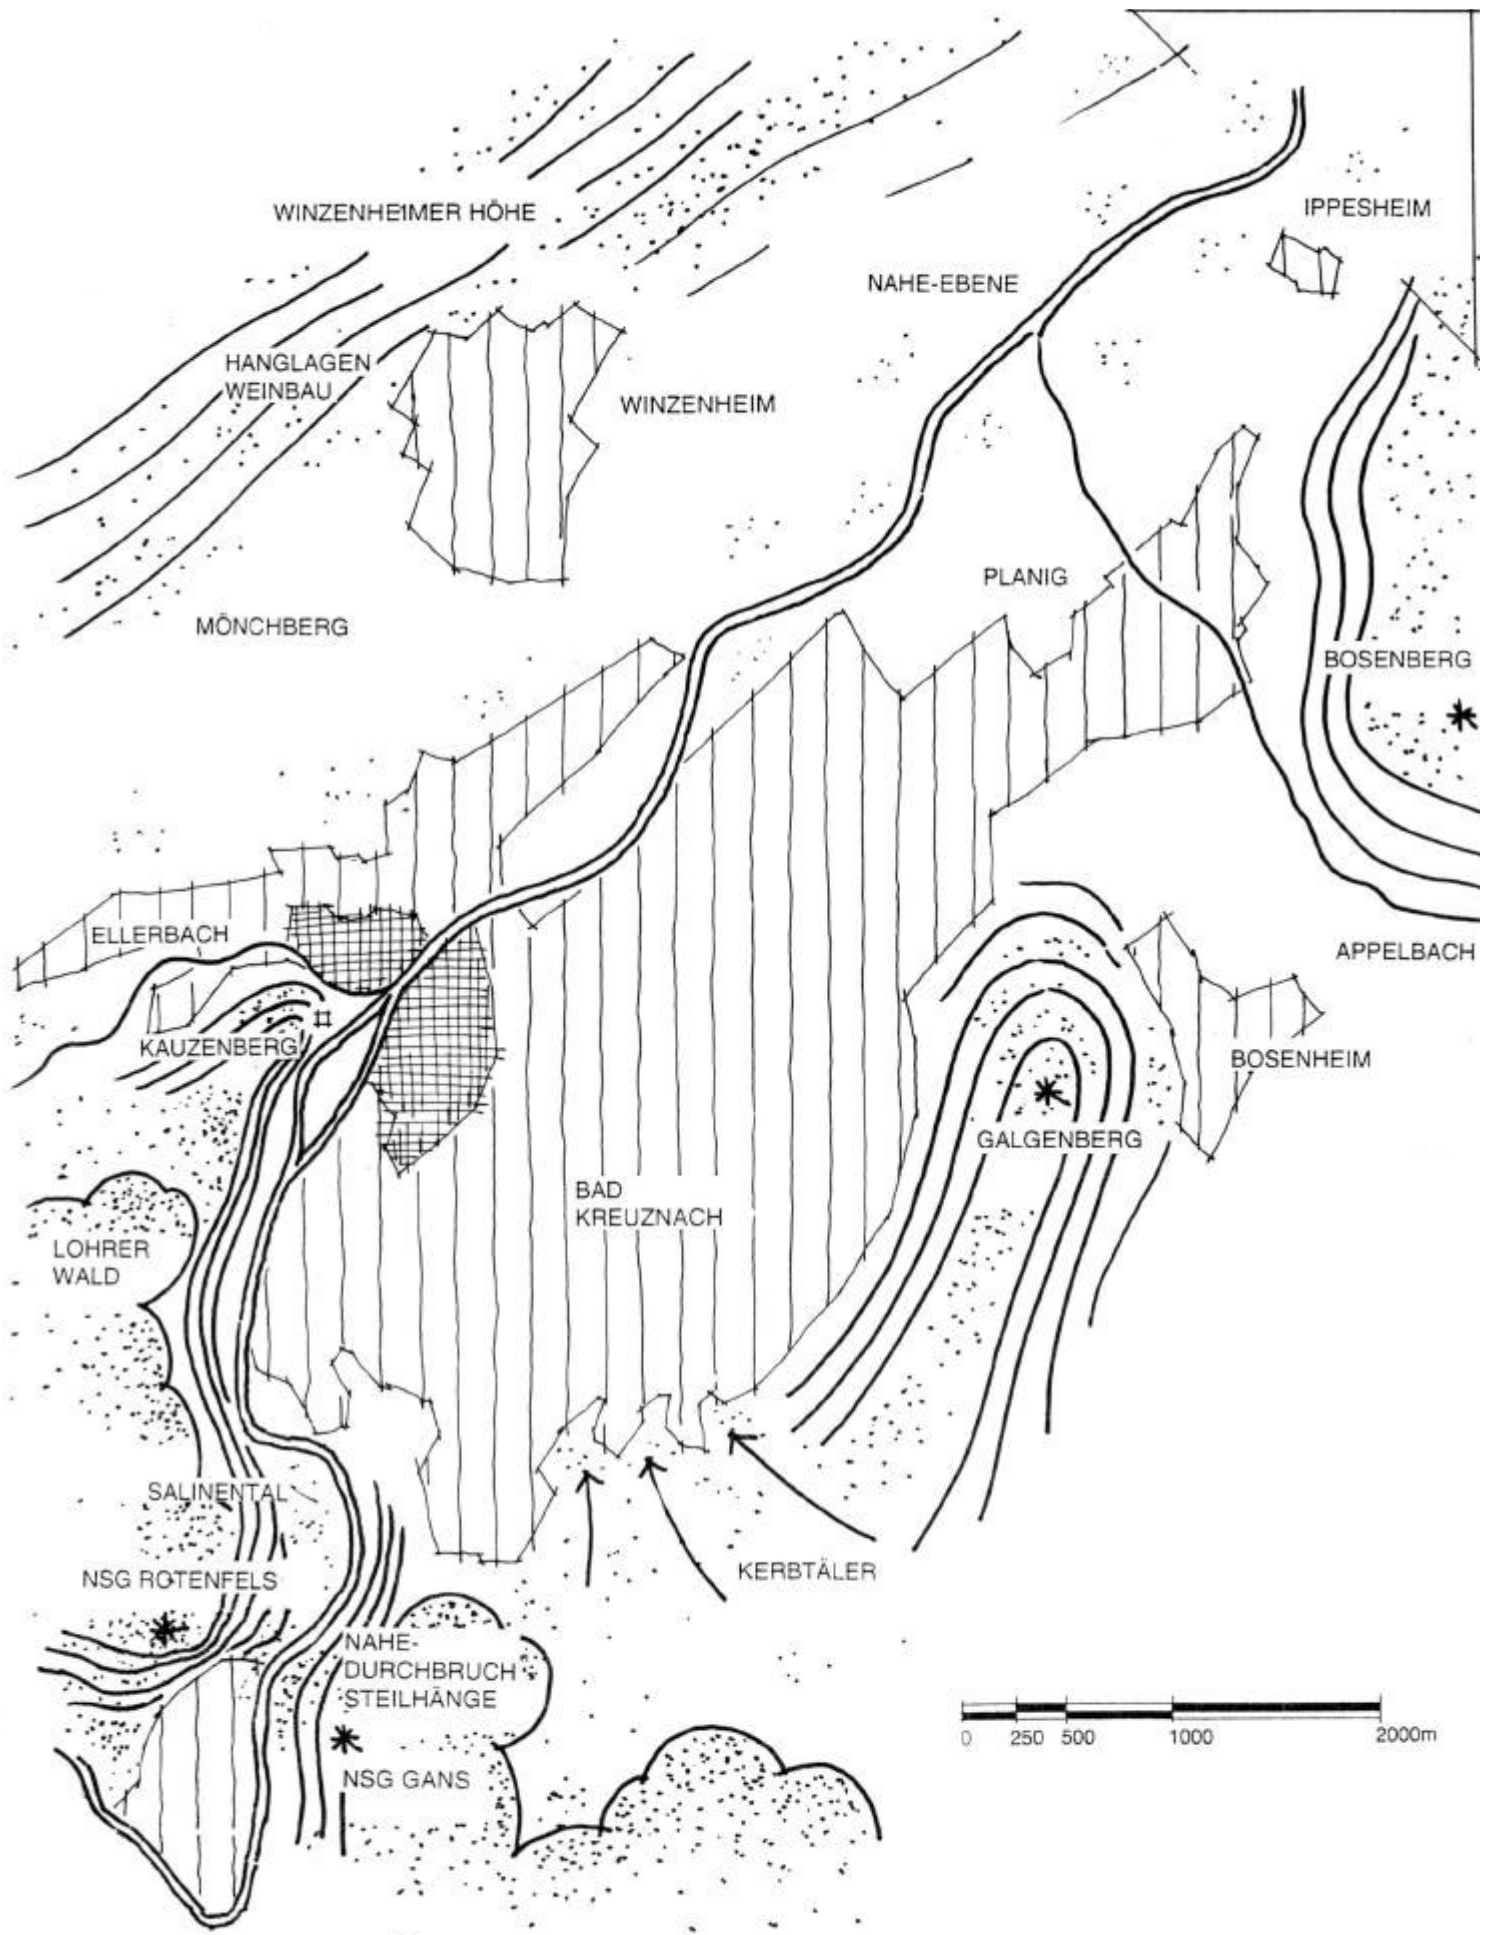 WINZENHEIMER HÖHE
IPPESHEIM
NAHE-EBENE
HANGLAGEN
WEINBAU
WINZENHEIM
PLANIG
MÖNCHBERG
BOSENBERG
ELLERBACH
APPELBACH
KAUZENBERG
BOSENHEIM
GALGENBERG
BAD
KREUZNACH
LOHRER
WALD
SALINENTAL
NSG ROTENFELS
KERBTÄLER
NAHE-
DURCHBRUCH
STEILHÄNGE
NSG GANS
0 250 500 1000 2000m